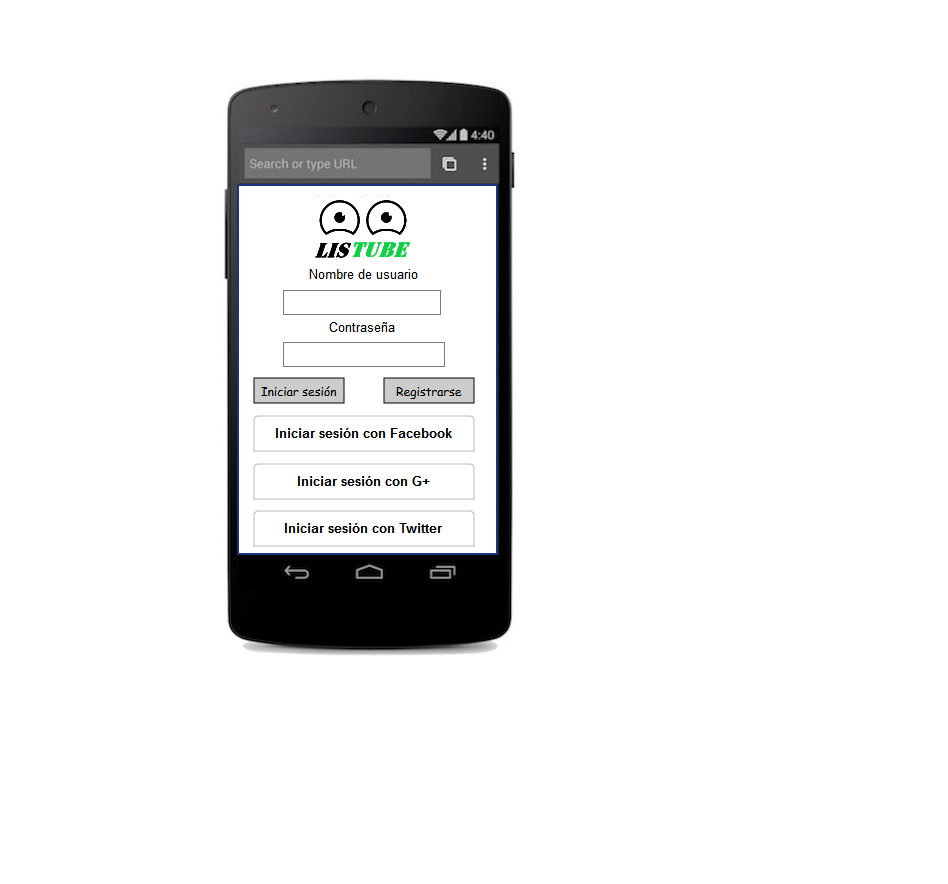 4:40
Search or type URL
LISTUBE
Nombre de usuario
Contraseña
Iniciar sesión Registrarse
Iniciar sesión con Facebook
Iniciar sesión con G+
Iniciar sesión con Twitter